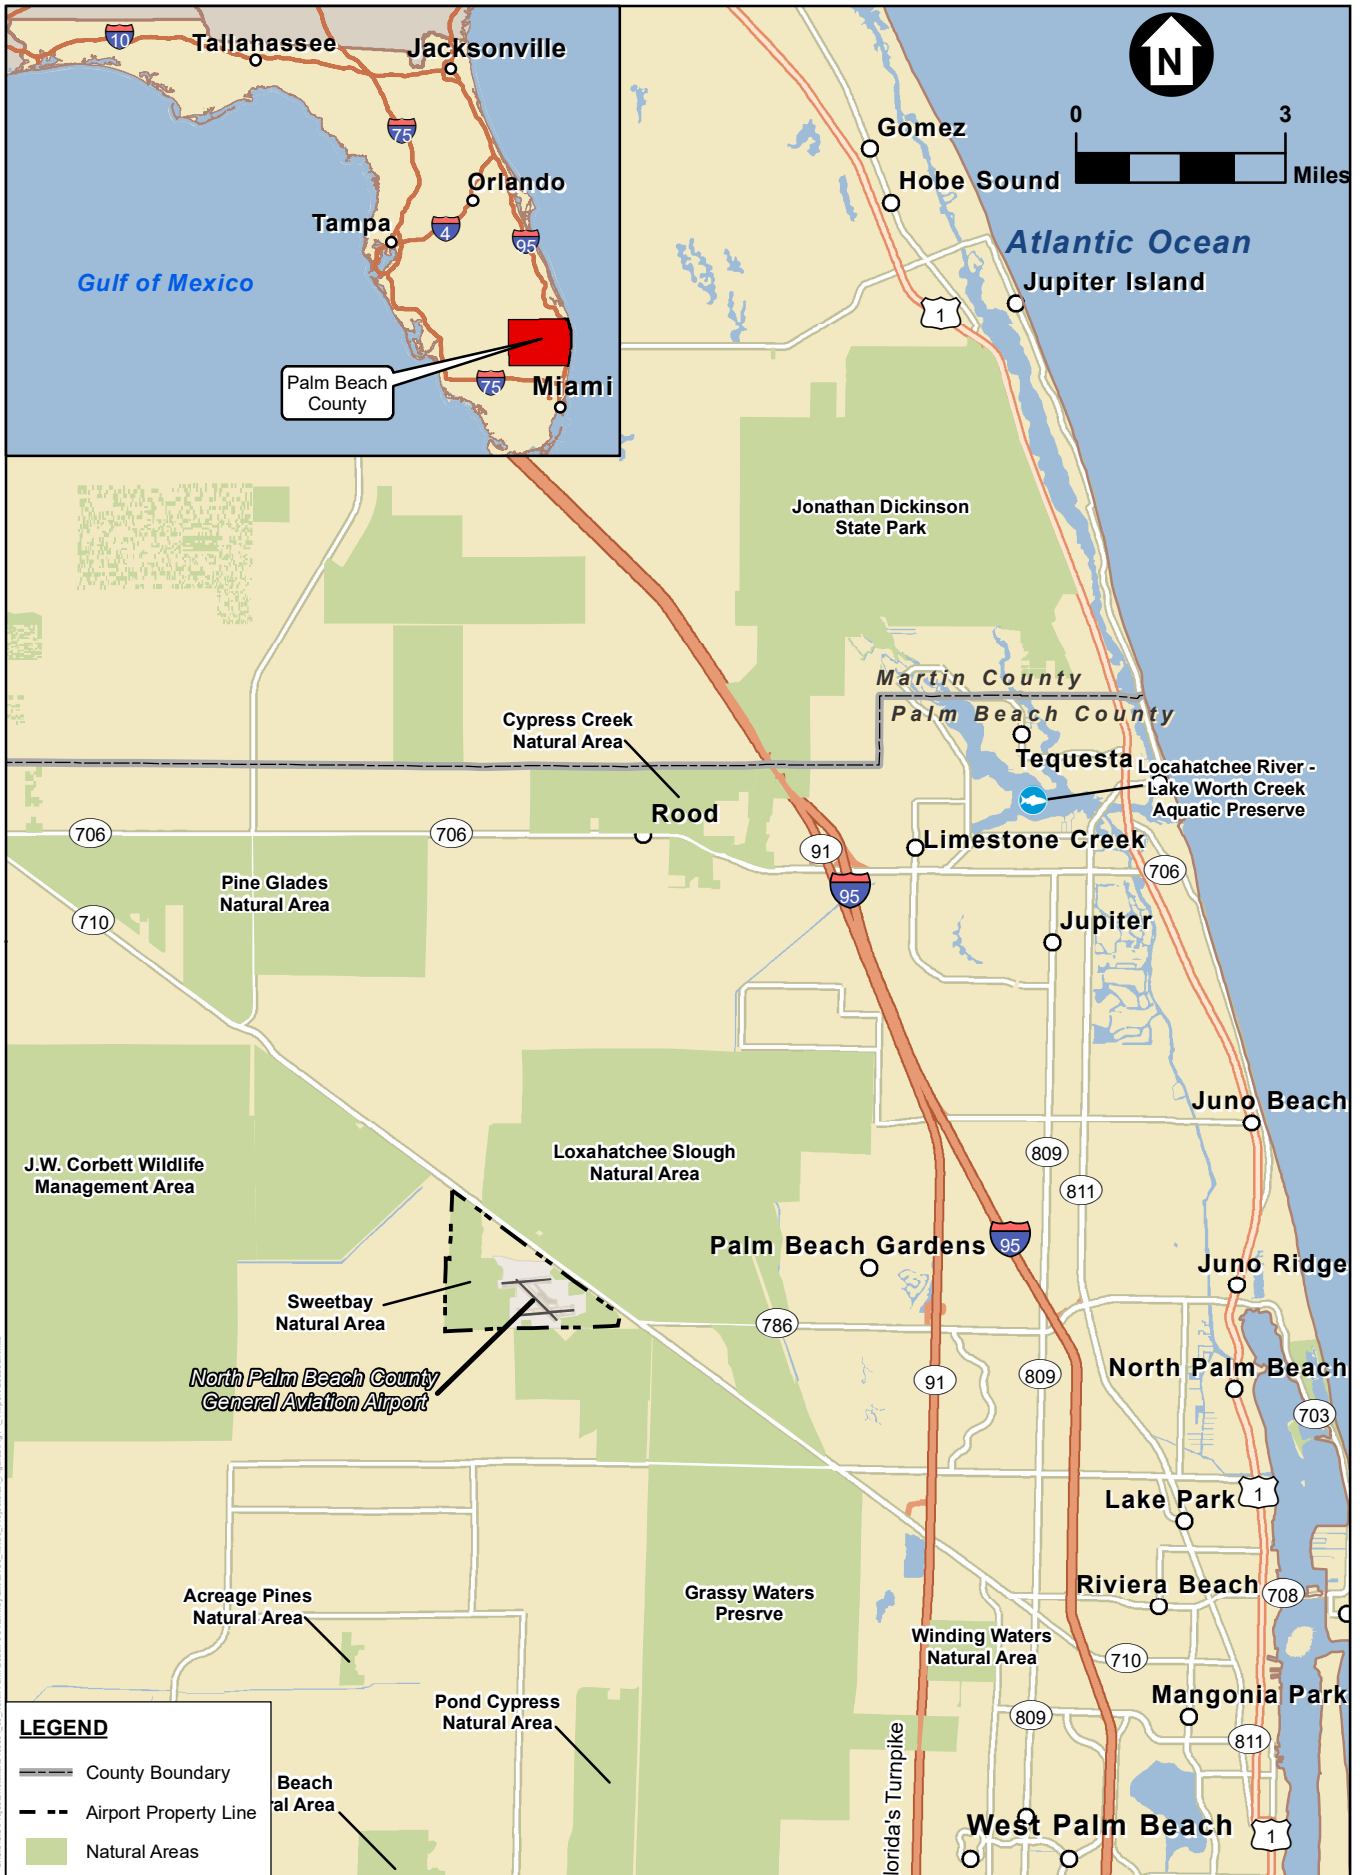 10
Tallahassee
Jacksonville
75
Orlando
Tampa
4
95
Gulf of Mexico
Palm Beach
County
75
Miami
N
0 3
Miles
Gomez
Hobe Sound
Atlantic Ocean
Jupiter Island
1
Jonathan Dickinson
State Park
Martin County
Palm Beach County
Cypress Creek
Natural Area
Tequesta
Locahatchee River -
Lake Worth Creek
Aquatic Preserve
Rood
706
706
91
Limestone Creek
706
95
Pine Glades
Natural Area
710
Jupiter
Juno Beach
J.W. Corbett Wildlife
Management Area
Loxahatchee Slough
Natural Area
809
811
Palm Beach Gardens
95
Juno Ridge
Sweetbay
Natural Area
786
North Palm Beach County
General Aviation Airport
91
809
North Palm Beach
703
Lake Park
1
Acreage Pines
Natural Area
Grassy Waters
Presrve
Riviera Beach
708
Winding Waters
Natural Area
710
Pond Cypress
Natural Area
Mangonia Park
809
811
lorida's Turnpike
West Palm Beach
1
LEGEND
County Boundary
Airport Property Line
Natural Areas
Beach
ral Area